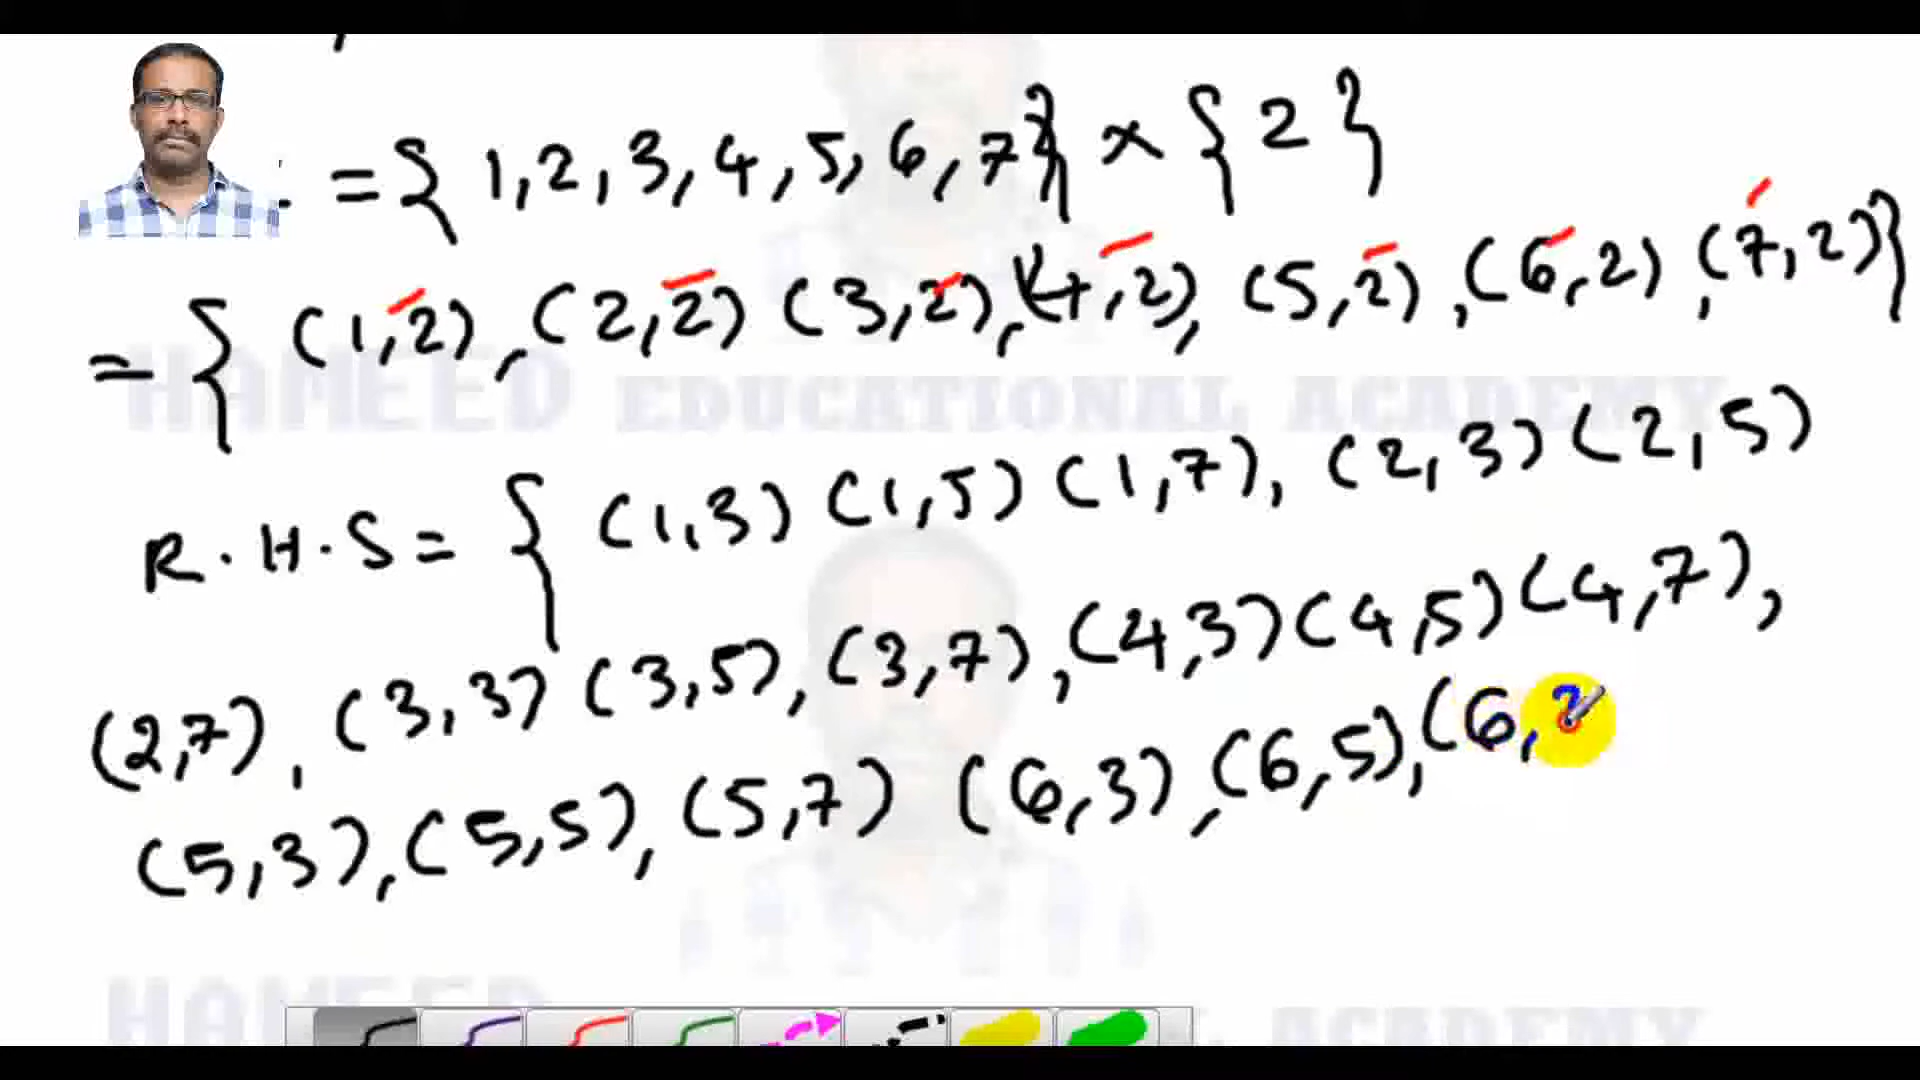 = { 1, 2, 3, 4, 5, 6, 7 } × { 2 }
= { (1,2), (2,2) (3,2), (4,2), (5,2), (6,2), (7,2) }
HAMEED EDUCATIONAL ACADEMY
R.H.S = { (1,3) (1,5) (1,7), (2,3) (2,5)
(2,7), (3,3) (3,5), (3,7), (4,3) (4,5) (4,7),
(5,3), (5,5), (5,7) (6,3), (6,5), (6,
HAMEED AL ACADEMY